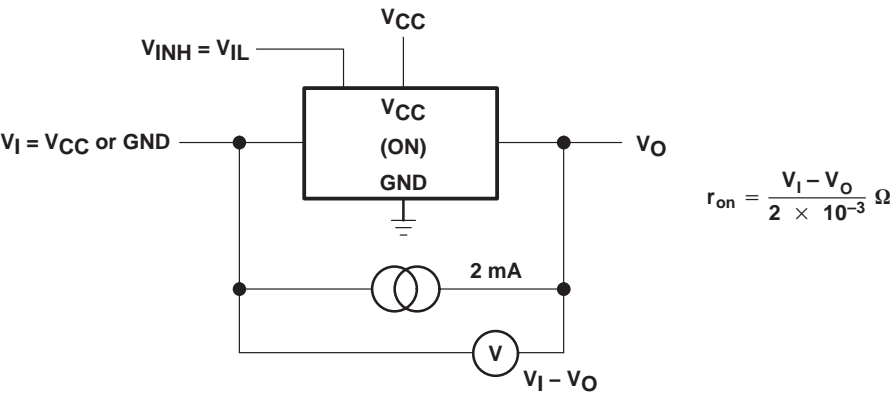 VCC
VINH = VIL
VCC
VI = VCC or GND
(ON)
VO
GND
ron = VI – VO / 2 × 10–3 Ω
2 mA
V
VI – VO